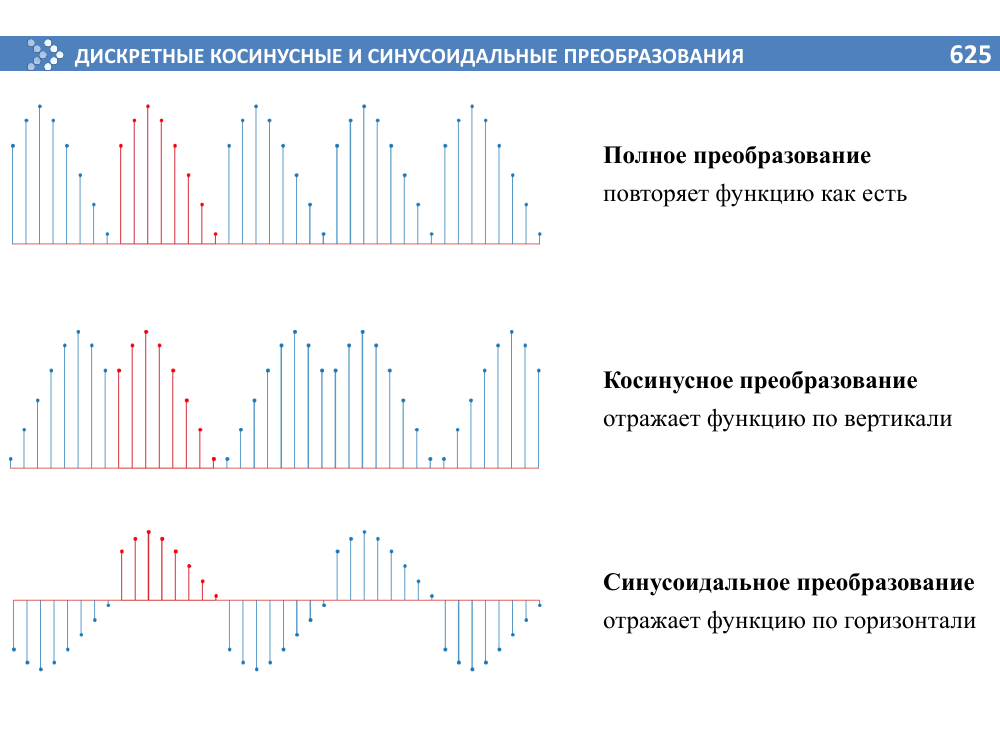 ДИСКРЕТНЫЕ КОСИНУСНЫЕ И СИНУСОИДАЛЬНЫЕ ПРЕОБРАЗОВАНИЯ
625
Полное преобразование
повторяет функцию как есть
Косинусное преобразование
отражает функцию по вертикали
Синусоидальное преобразование
отражает функцию по горизонтали